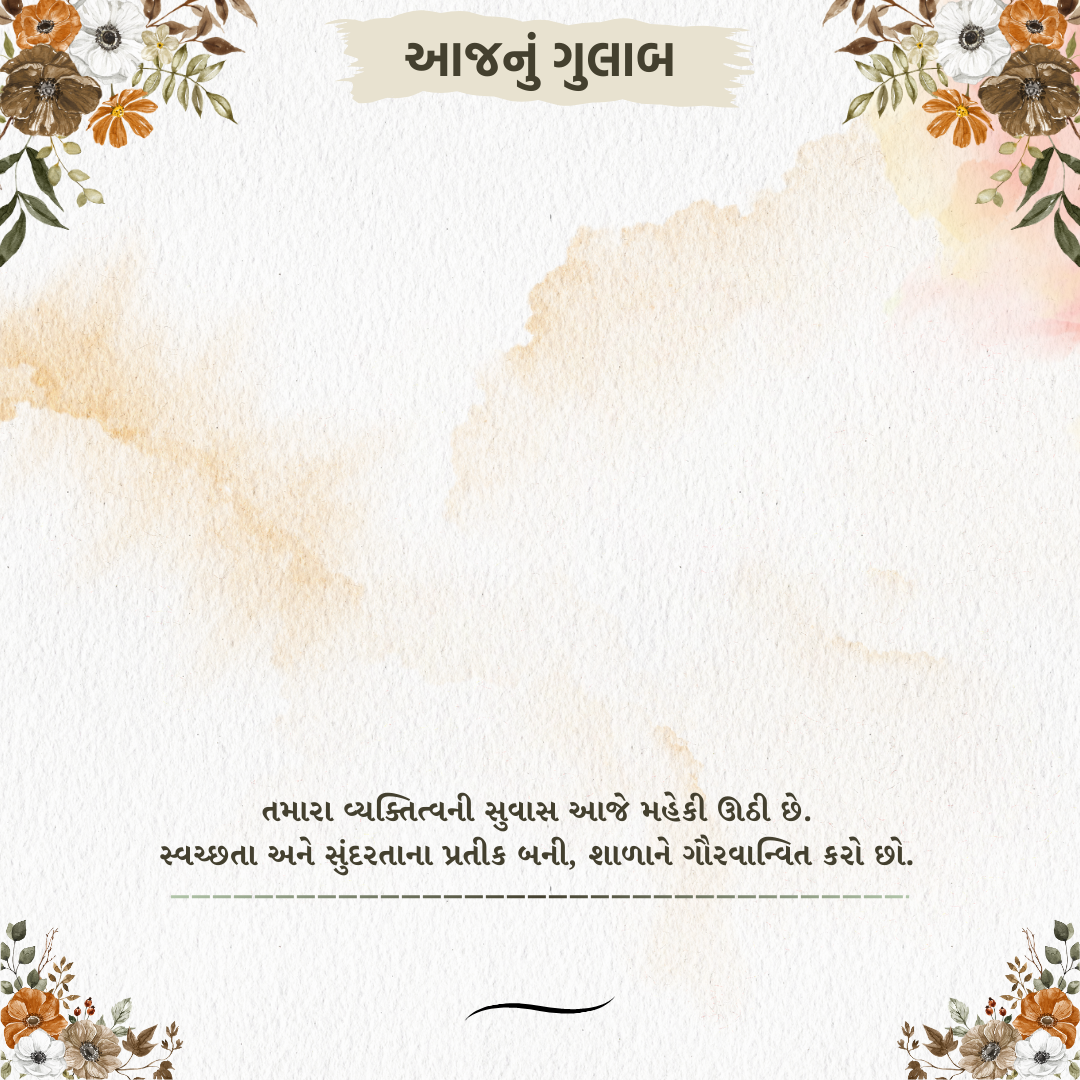 આજનું ગુલાબ
તમારા વ્યક્તિત્વની સુવાસ આજે મહેકી ઊઠી છે.
સ્વચ્છતા અને સુંદરતાના પ્રતીક બની, શાળાને ગૌરવાન્વિત કરો છો.